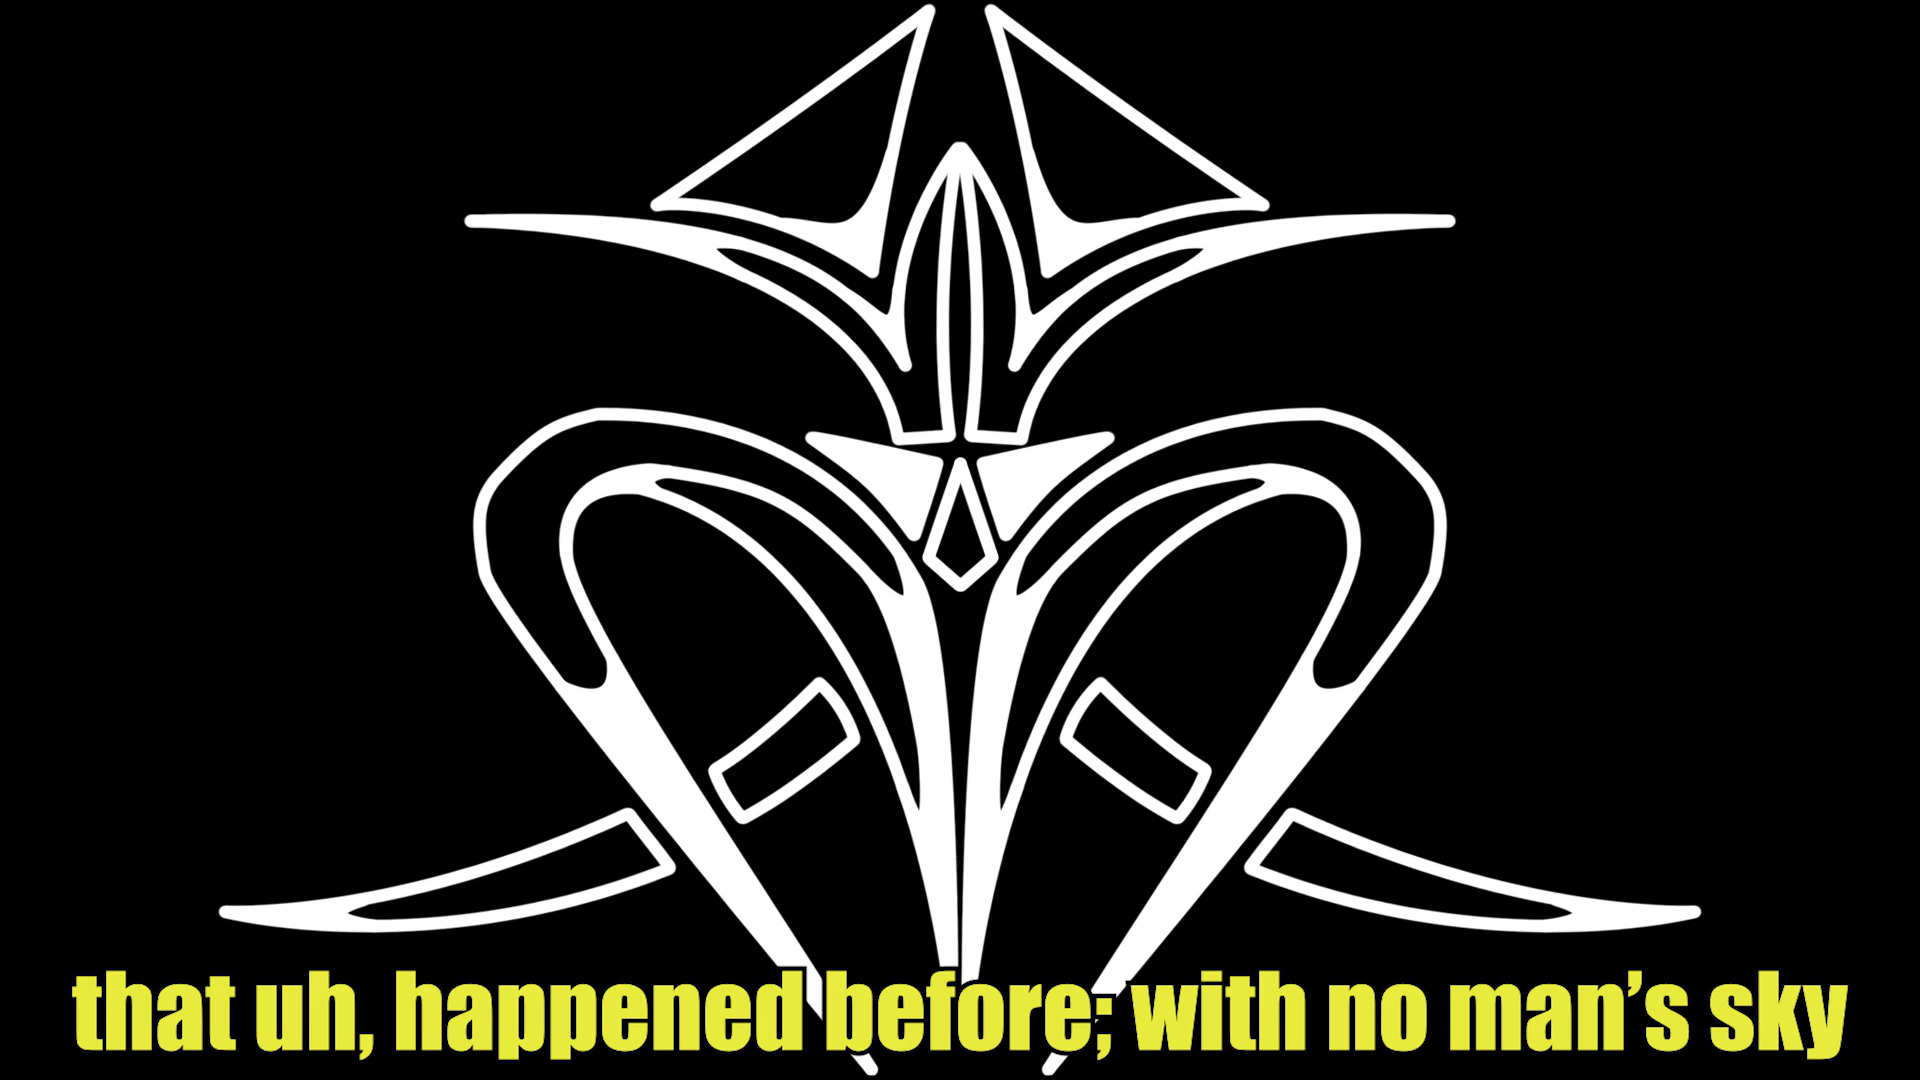 that uh, happened before; with no man’s sky